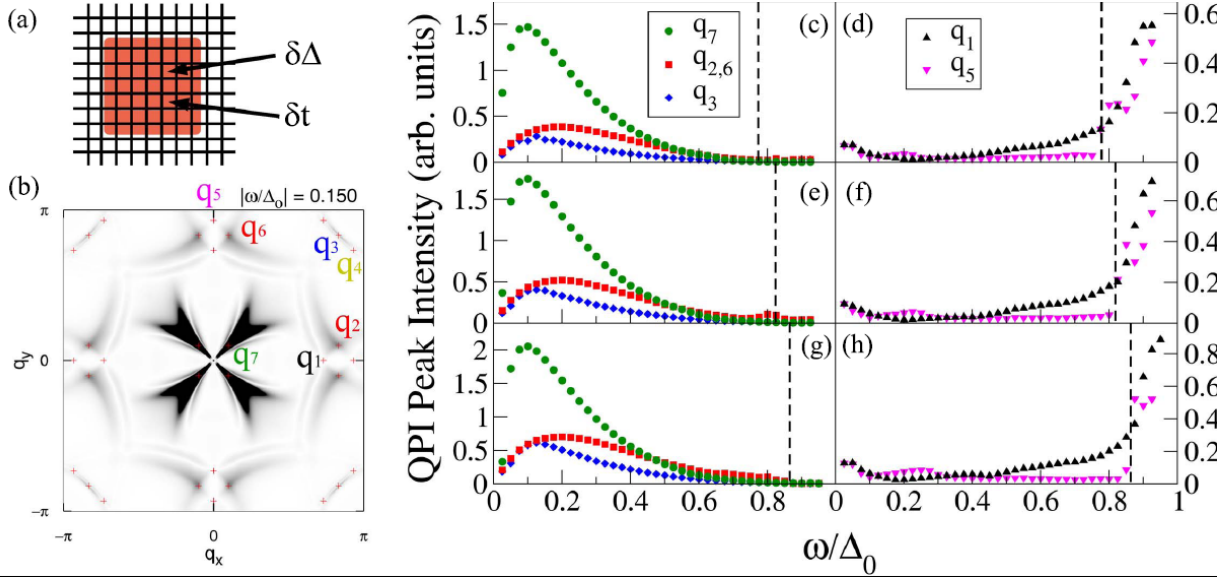 (a)
δΔ
δt
(b)
q5
|ω/Δo| = 0.150
π
q6
q3
q4
q2
qy
0
q7
q1
−π
−π
0
π
qx
QPI Peak Intensity (arb. units)
1.5
1
0.5
0
(c)
q7
q2,6
q3
(d)
q1
q5
0.6
0.4
0.2
0
1.5
1
0.5
0
(e)
(f)
0.6
0.4
0.2
0
2
1.5
1
0.5
0
(g)
(h)
0.8
0.6
0.4
0.2
0
0 0.2 0.4 0.6 0.8 0 0.2 0.4 0.6 0.8 1
ω/Δ0